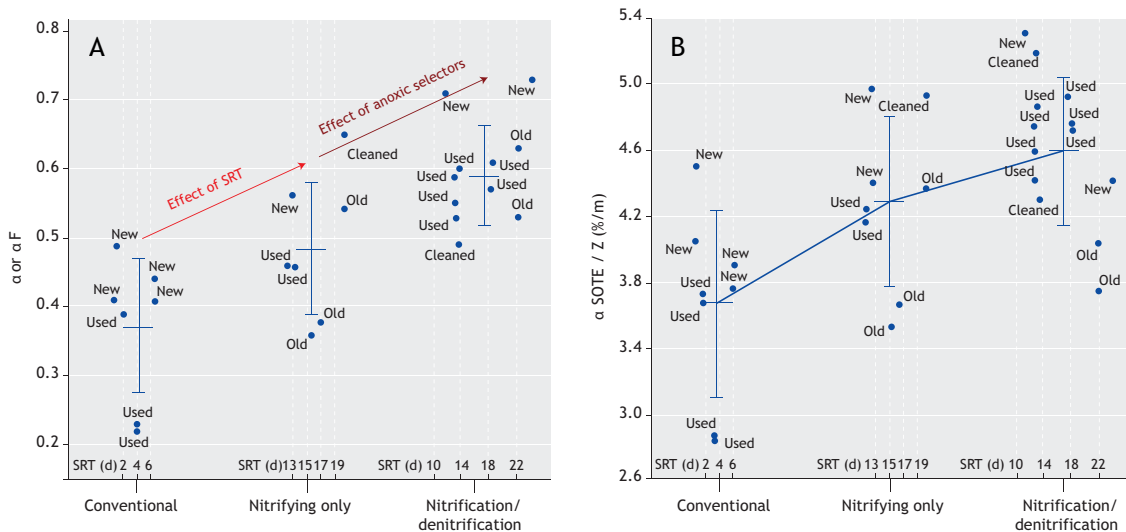 A
α or α F
0.8
0.7
0.6
0.5
0.4
0.3
0.2
Effect of SRT
Effect of anoxic selectors
New
New
New
New
Used
Used
Used
New
Used
Used
Cleaned
Old
Old
Old
New
New
Used
Used
Used
Used
Cleaned
Used
Used
Old
Old
SRT (d) 2 4 6
SRT (d) 13 15 17 19
SRT (d) 10 14 18 22
Conventional
Nitrifying only
Nitrification/
denitrification
B
α SOTE / Z (%/m)
5.4
5.0
4.6
4.2
3.8
3.4
3.0
2.6
New
New
New
New
Used
Used
Used
Used
New
Cleaned
New
Used
Used
Old
Old
Old
New
Cleaned
Used
Used
Used
Used
Used
Used
Used
Cleaned
New
Old
Old
SRT (d) 2 4 6
SRT (d) 13 15 17 19
SRT (d) 10 14 18 22
Conventional
Nitrifying only
Nitrification/
denitrification